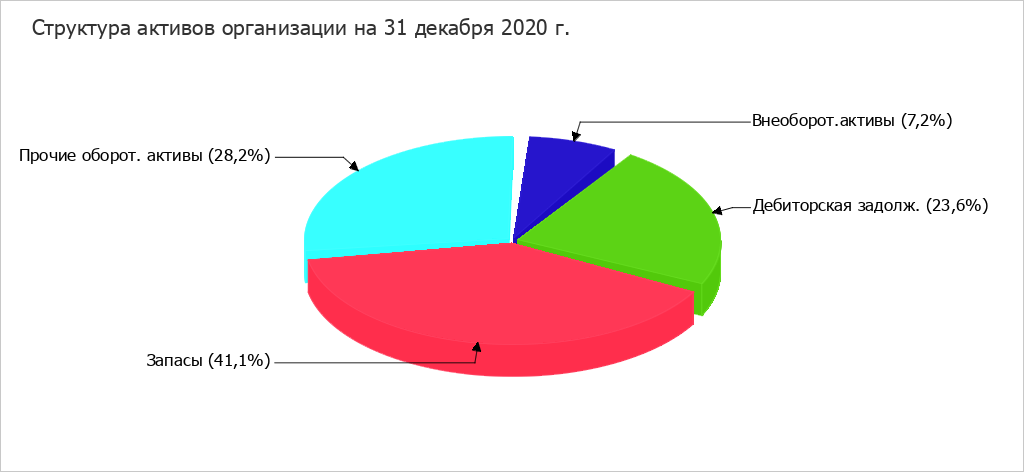 Структура активов организации на 31 декабря 2020 г.
Внеоборот.активы (7,2%)
Прочие оборот. активы (28,2%)
Дебиторская задолж. (23,6%)
Запасы (41,1%)